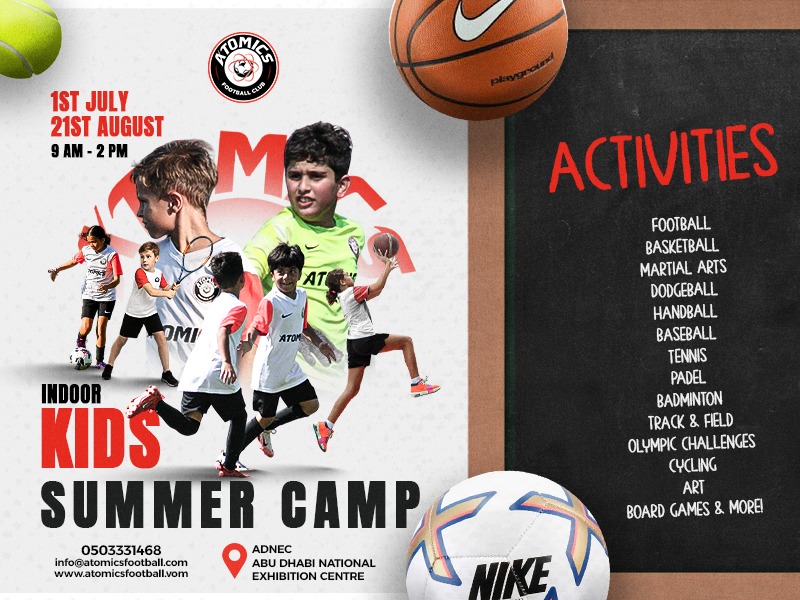 ATOMICS
FOOTBALL CLUB
1ST JULY
21ST AUGUST
9 AM - 2 PM
INDOOR
KIDS
SUMMER CAMP
0503331468
info@atomicsfootball.com
www.atomicsfootball.vom
ADNEC
ABU DHABI NATIONAL
EXHIBITION CENTRE
playground
NIKE
ACTIVITIES
FOOTBALL
BASKETBALL
MARTIAL ARTS
DODGEBALL
HANDBALL
BASEBALL
TENNIS
PADEL
BADMINTON
TRACK & FIELD
OLYMPIC CHALLENGES
CYCLING
ART
BOARD GAMES & MORE!